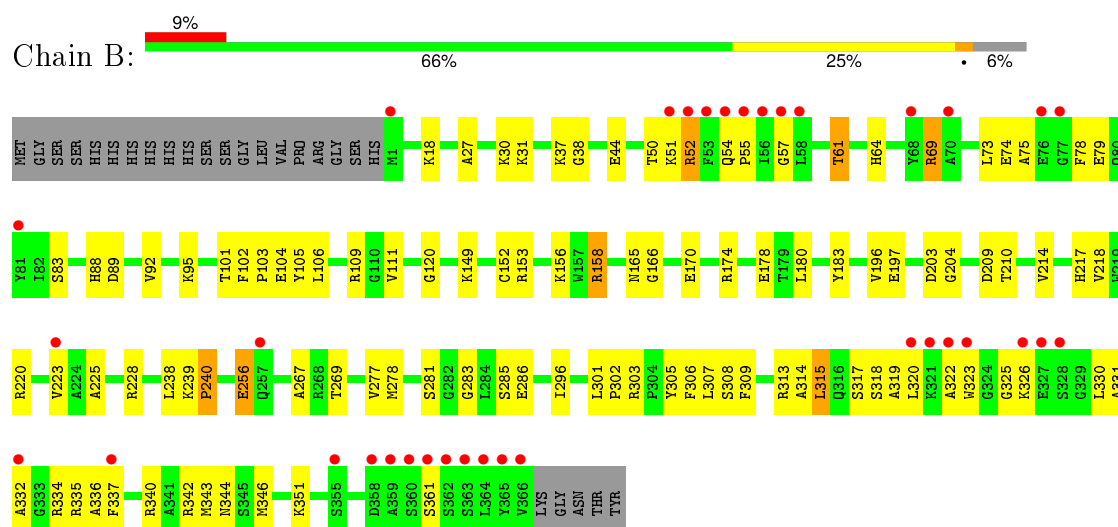 9%
Chain B:
66% 25% • 6%
MET GLY SER SER HIS HIS HIS HIS HIS HIS SER SER GLY LEU VAL PRO ARG GLY SER HIS M1 K18 A27 K30 K31 K37 G38 E44 T50 K51 R52 F53 Q54 P55 I56 G57 L58 T61 H64 Y68 R69 A70 L73 E74 A75 E76 G77 F78 E79 Q80
Y81 I82 S83 H88 D89 V92 K95 T101 F102 P103 E104 Y105 L106 R109 G110 V111 G120 K149 C152 R153 K156 W157 R158 N165 G166 E170 R174 E178 T179 L180 Y183 V196 E197 D203 G204 D209 T210 V214 H217 V218 W219
R220 V223 A224 A225 R228 L238 K239 P240 E256 Q257 A267 R268 T269 V277 M278 S281 G282 G283 L284 S285 E286 I296 L301 P302 R303 P304 Y305 F306 L307 S308 F309 R313 A314 L315 Q316 S317 S318 A319 L320 K321 A322 W323 G324 G325 K326 E327 S328 G329 L330 A331
A332 G333 R334 R335 A336 F337 R340 A341 R342 M343 N344 S345 M346 K351 S355 D358 A359 S360 S361 S362 S363 L364 Y365 V366 LYS GLY ASN THR TYR